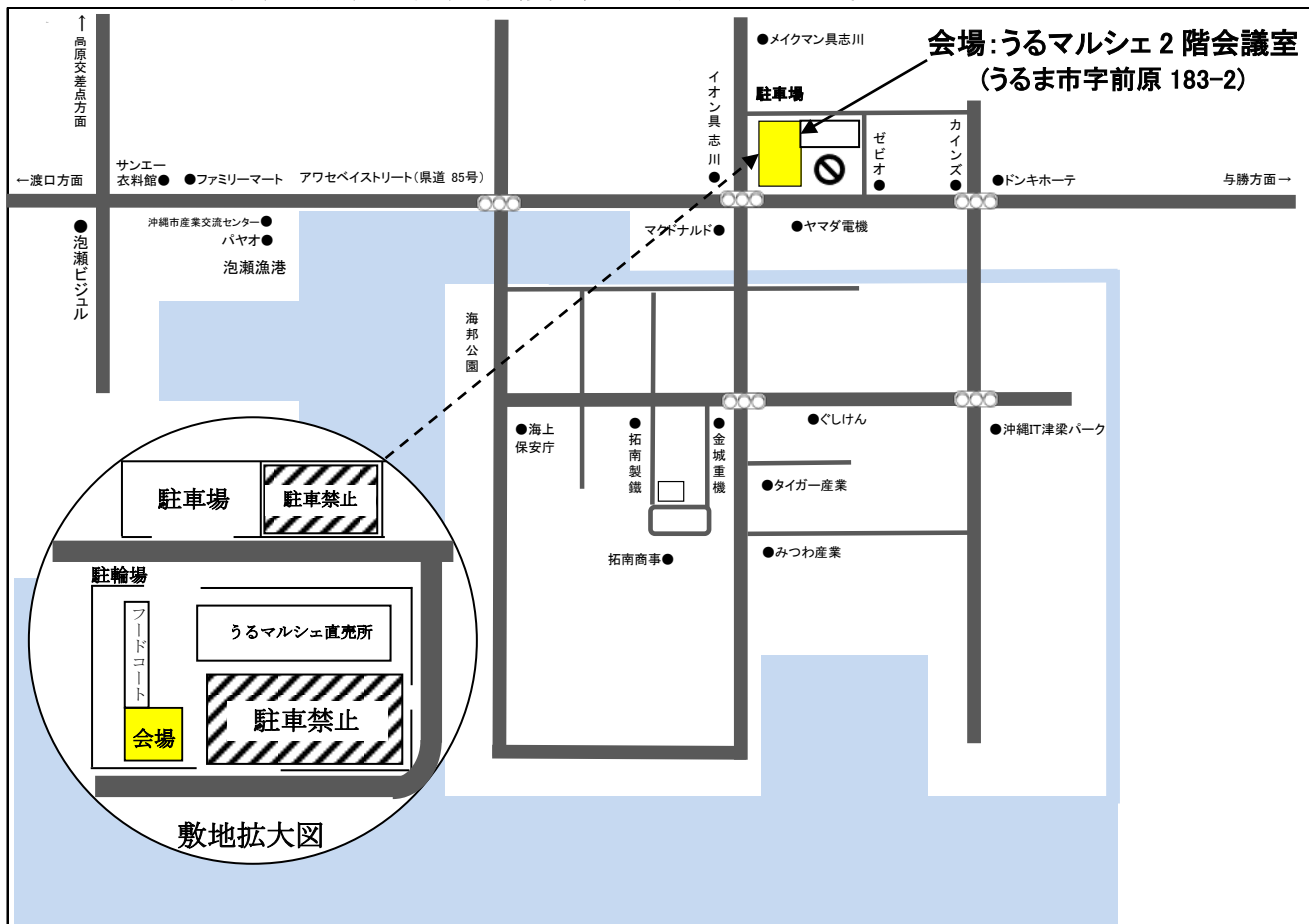 ↑高原交差点方面
●メイクマン具志川
会場:うるマルシェ2階会議室
(うるま市字前原 183-2)
駐車場
イオン具志川●
ゼビオ●
カインズ●
←渡口方面
サンエー
衣料館●
●ファミリーマート
アワセベイストリート(県道 85号)
●ドンキホーテ
与勝方面→
●泡瀬ビジュル
沖縄市産業交流センター●
パヤオ●
泡瀬漁港
マクドナルド●
●ヤマダ電機
海邦公園
●海上
保安庁
●拓南製鐵
●金城重機
●ぐしけん
●沖縄IT津梁パーク
●タイガー産業
拓南商事●
●みつわ産業
駐車場
駐車禁止
駐輪場
フードコート
うるマルシェ直売所
駐車禁止
会場
敷地拡大図